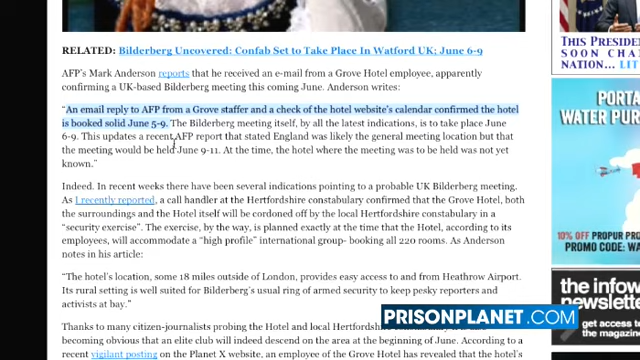 RELATED: Bilderberg Uncovered: Confab Set to Take Place In Watford UK; June 6-9
AFP's Mark Anderson reports that he received an e-mail from a Grove Hotel employee, apparently
confirming a UK-based Bilderberg meeting this coming June. Anderson writes:
“An email reply to AFP from a Grove staffer and a check of the hotel website's calendar confirmed the hotel
is booked solid June 5-9. The Bilderberg meeting itself, by all the latest indications, is to take place June
6-9. This updates a recent AFP report that stated England was likely the general meeting location but that
the meeting would be held June 9-11. At the time, the hotel where the meeting was to be held was not yet
known.”
Indeed. In recent weeks there have been several indications pointing to a probable UK Bilderberg meeting.
As I recently reported, a call handler at the Hertfordshire constabulary confirmed that the Grove Hotel, both
the surroundings and the Hotel itself will be cordoned off by the local Hertfordshire constabulary in a
“security exercise”. The exercise, by the way, is planned exactly at the time that the Hotel, according to its
employees, will accommodate a “high profile” international group- booking all 220 rooms. As Anderson
notes in his article:
“The hotel's location, some 18 miles outside of London, provides easy access to and from Heathrow Airport.
Its rural setting is well suited for Bilderberg's usual ring of armed security to keep pesky reporters and
activists at bay.”
Thanks to many citizen-journalists probing the Hotel and local Hertfordshire
becoming obvious that an elite club will indeed descend on the area at the beginning of June. According to a
recent vigilant posting on the Planet X website, an employee of the Grove Hotel has revealed that the hotel's
THIS PRESIDEN
SEEN
NATION... LIT
PORTA
WATER PUR
10% OFF PROPUR PRO
PROMO CODE: WA
the infow
newsletter
get access to
the
PRISONPLANET.COM